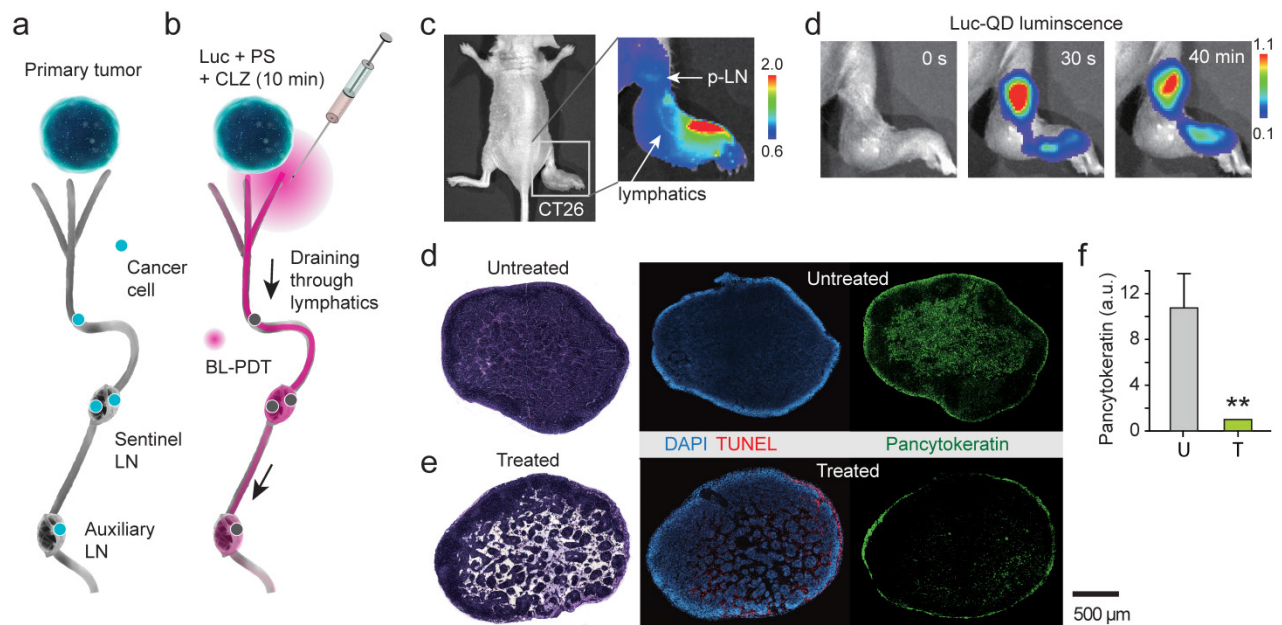 a
Primary tumor
Cancer
cell
Sentinel
LN
Auxiliary
LN
b
Luc + PS
+ CLZ (10 min)
Draining
through
lymphatics
BL-PDT
c
CT26
p-LN
lymphatics
2.0
0.6
d
Luc-QD luminscence
0 s
30 s
40 min
1.1
0.1
d
Untreated
Untreated
DAPI TUNEL
Pancytokeratin
e
Treated
Treated
f
Pancytokeratin (a.u.)
12
8
4
0
**
U
T
500 µm